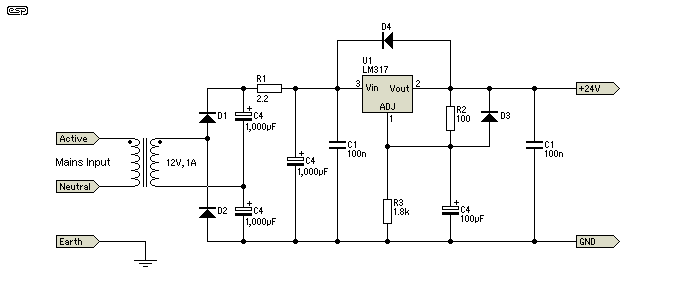 esp
D4
U1
LM317
R1
2.2
3
Vin
Vout
2
+24V
ADJ
1
D1
C4
1,000µF
C4
1,000µF
C1
100n
R2
100
D3
C1
100n
Active
Mains Input
12V, 1A
Neutral
D2
C4
1,000µF
R3
1.8k
C4
100µF
Earth
GND